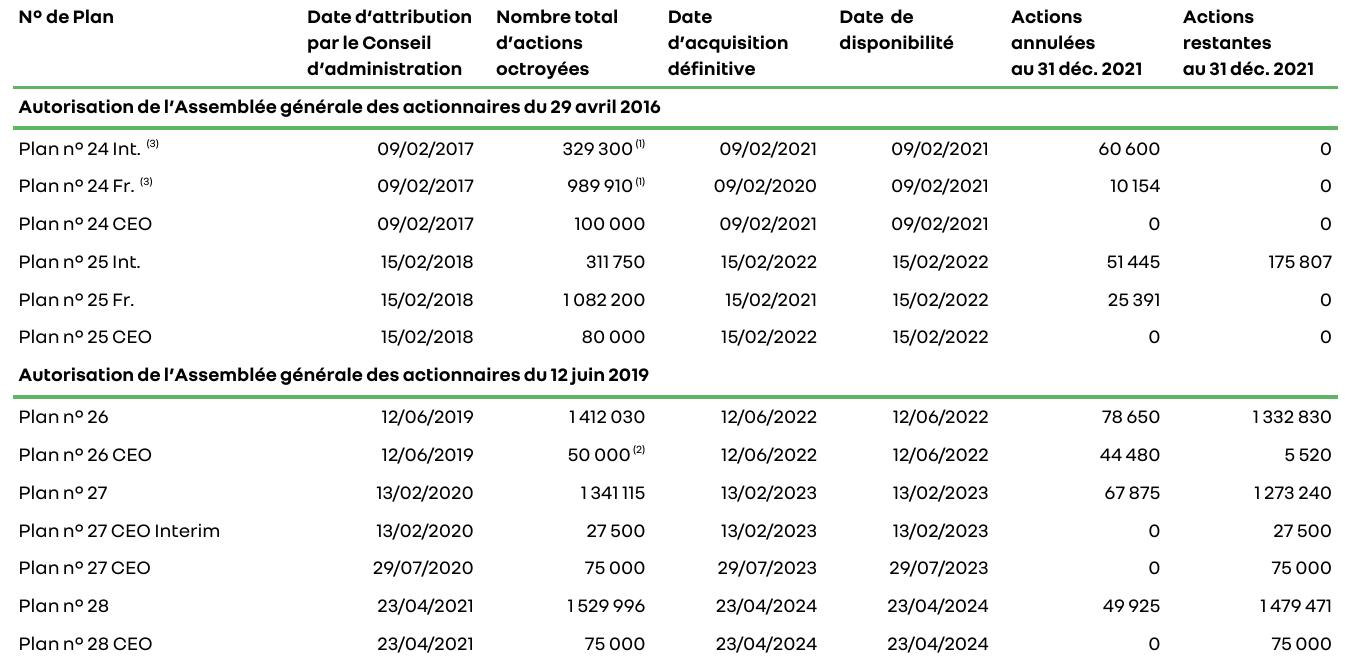 Nº de Plan Date d’attribution par le Conseil d’administration Nombre total d’actions octroyées Date d’acquisition définitive Date de disponibilité Actions annulées au 31 déc. 2021 Actions restantes au 31 déc. 2021
Autorisation de l’Assemblée générale des actionnaires du 29 avril 2016
Plan nº 24 Int. (3) 09/02/2017 329 300 (1) 09/02/2021 09/02/2021 60 600 0
Plan nº 24 Fr. (3) 09/02/2017 989 910 (1) 09/02/2020 09/02/2021 10 154 0
Plan nº 24 CEO 09/02/2017 100 000 09/02/2021 09/02/2021 0 0
Plan nº 25 Int. 15/02/2018 311 750 15/02/2022 15/02/2022 51 445 175 807
Plan nº 25 Fr. 15/02/2018 1 082 200 15/02/2021 15/02/2022 25 391 0
Plan nº 25 CEO 15/02/2018 80 000 15/02/2022 15/02/2022 0 0
Autorisation de l’Assemblée générale des actionnaires du 12 juin 2019
Plan nº 26 12/06/2019 1 412 030 12/06/2022 12/06/2022 78 650 1 332 830
Plan nº 26 CEO 12/06/2019 50 000 (2) 12/06/2022 12/06/2022 44 480 5 520
Plan nº 27 13/02/2020 1 341 115 13/02/2023 13/02/2023 67 875 1 273 240
Plan nº 27 CEO Interim 13/02/2020 27 500 13/02/2023 13/02/2023 0 27 500
Plan nº 27 CEO 29/07/2020 75 000 29/07/2023 29/07/2023 0 75 000
Plan nº 28 23/04/2021 1 529 996 23/04/2024 23/04/2024 49 925 1 479 471
Plan nº 28 CEO 23/04/2021 75 000 23/04/2024 23/04/2024 0 75 000